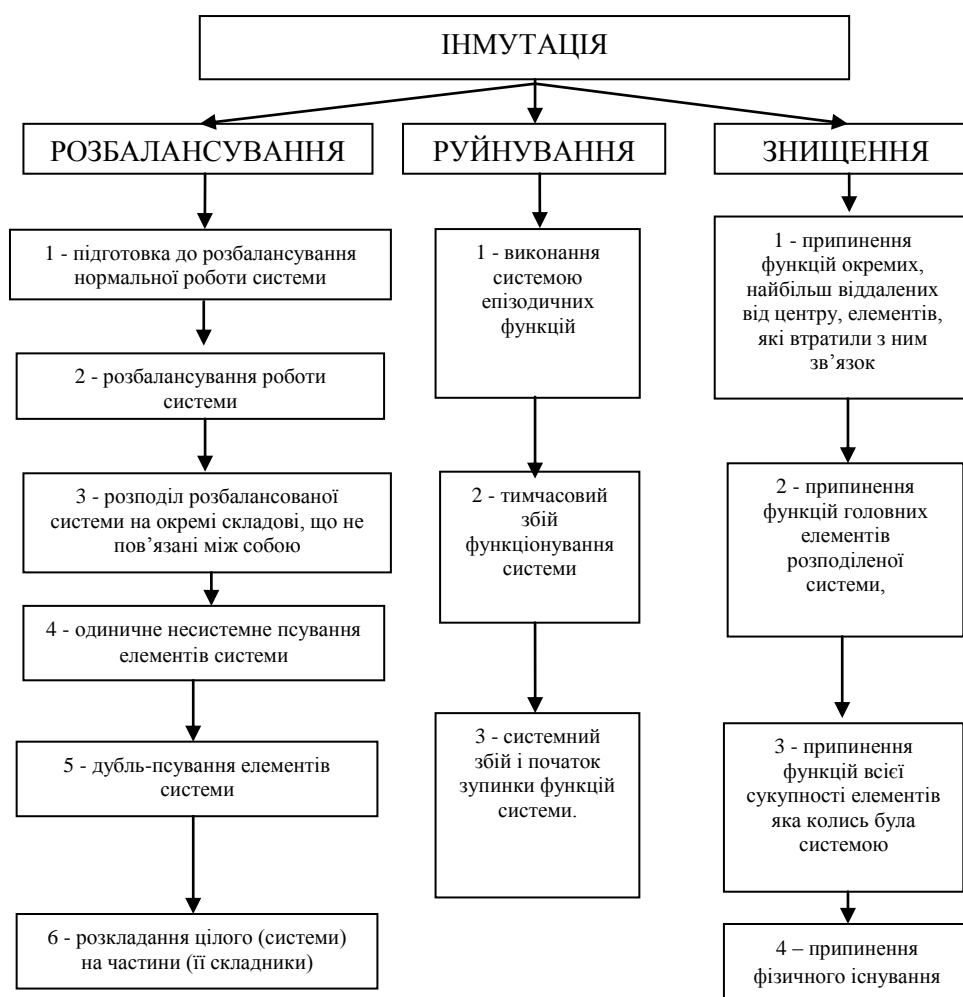 ІНМУТАЦІЯ
РОЗБАЛАНСУВАННЯ
1 - підготовка до розбалансування
нормальної роботи системи
2 - розбалансування роботи
системи
3 - розподіл розбалансованої
системи на окремі складові, що не
пов’язані між собою
4 - одиничне несистемне псування
елементів системи
5 - дубль-псування елементів
системи
6 - розкладання цілого (системи)
на частини (її складники)
РУЙНУВАННЯ
1 - виконання
системою
епізодичних
функцій
2 - тимчасовий
збій
функціонування
системи
3 - системний
збій і початок
зупинки функцій
системи.
ЗНИЩЕННЯ
1 - припинення
функцій окремих,
найбільш віддалених
від центру, елементів,
які втратили з ним
зв’язок
2 - припинення
функцій головних
елементів
розподіленої
системи,
3 - припинення
функцій всієї
сукупності елементів
яка колись була
системою
4 – припинення
фізичного існування